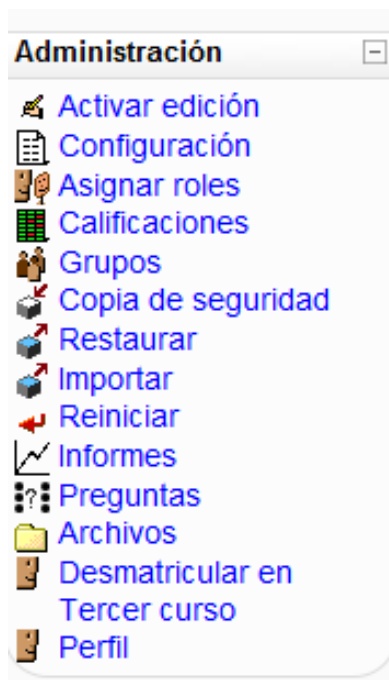 Administración
Activar edición
Configuración
Asignar roles
Calificaciones
Grupos
Copia de seguridad
Restaurar
Importar
Reiniciar
Informes
Preguntas
Archivos
Desmatricular en
Tercer curso
Perfil